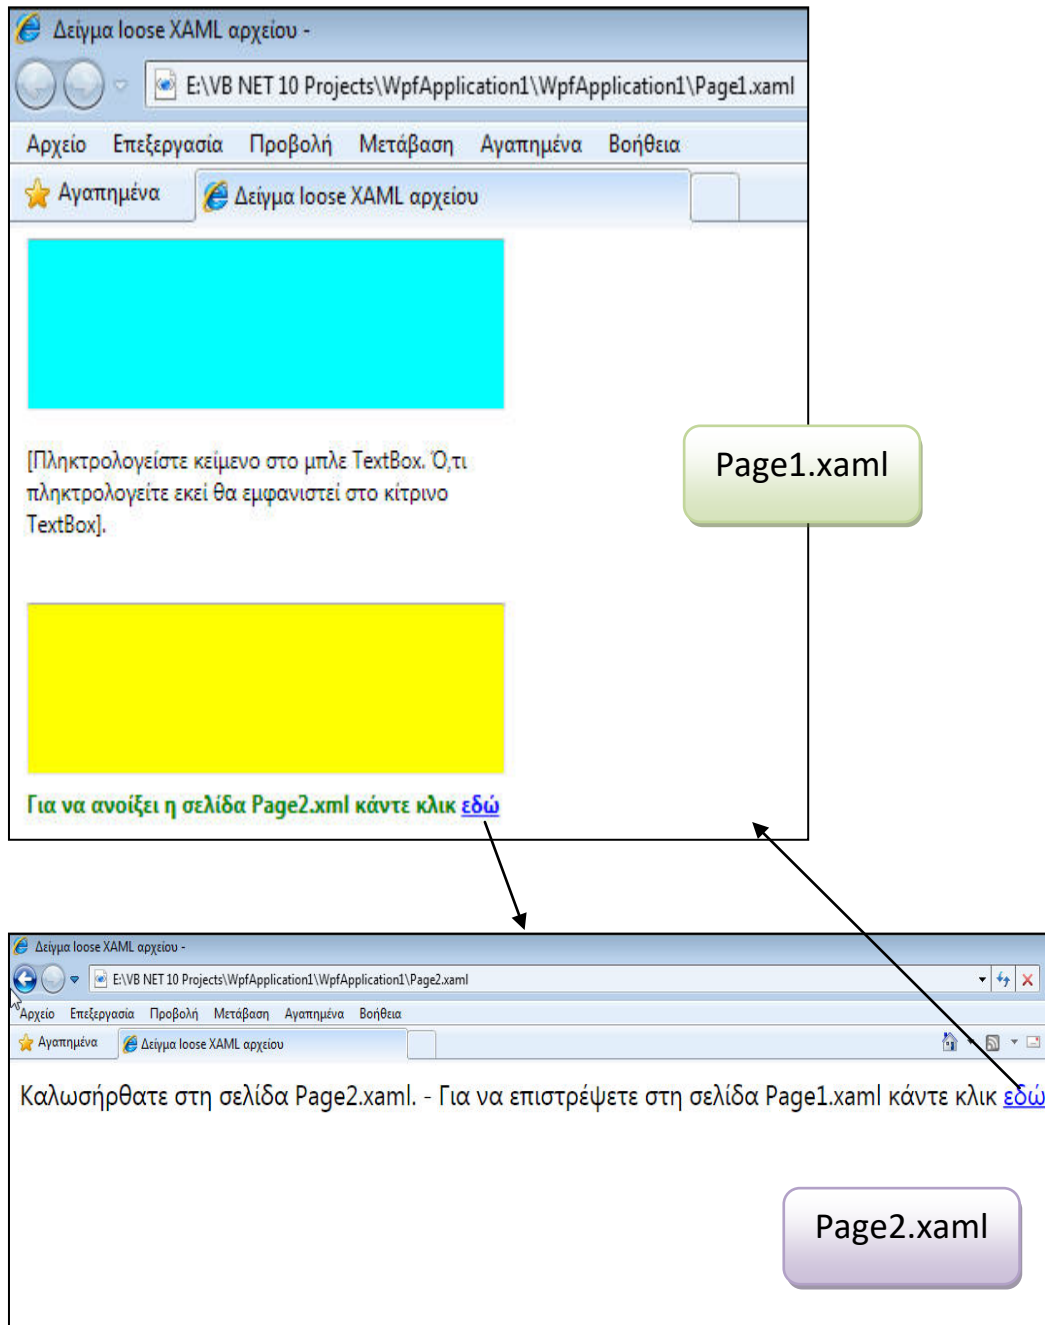 Δείγμα loose XAML αρχείου -
E:\VB NET 10 Projects\WpfApplication1\WpfApplication1\Page1.xaml
Αρχείο Επεξεργασία Προβολή Μετάβαση Αγαπημένα Βοήθεια
Αγαπημένα Δείγμα loose XAML αρχείου
[Πληκτρολογείστε κείμενο στο μπλε TextBox. Ό,τι
πληκτρολογείτε εκεί θα εμφανιστεί στο κίτρινο
TextBox].
Page1.xaml
Για να ανοίξει η σελίδα Page2.xml κάντε κλικ εδώ
Δείγμα loose XAML αρχείου -
E:\VB NET 10 Projects\WpfApplication1\WpfApplication1\Page2.xaml
Αρχείο Επεξεργασία Προβολή Μετάβαση Αγαπημένα Βοήθεια
Αγαπημένα Δείγμα loose XAML αρχείου
Καλωσήρθατε στη σελίδα Page2.xaml. - Για να επιστρέψετε στη σελίδα Page1.xaml κάντε κλικ εδώ
Page2.xaml